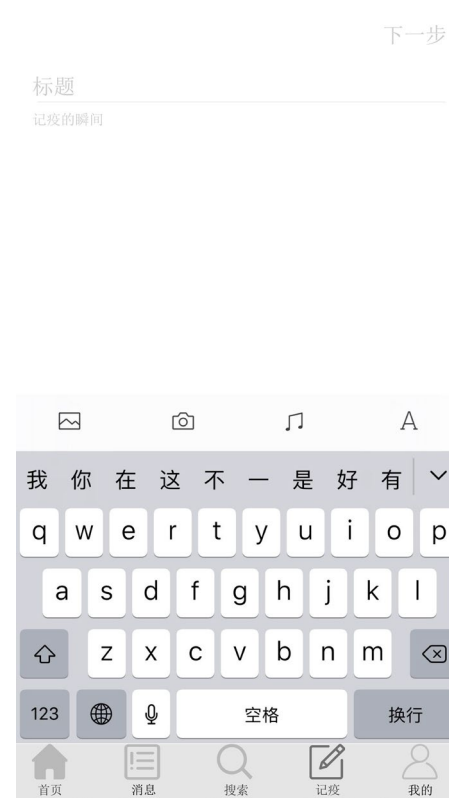 下一步
标题
记疫的瞬间
A
我 你 在 这 不 一 是 好 有
q w e r t y u i o p
a s d f g h j k l
z x c v b n m
123 空格 换行
首页 消息 搜索 记疫 我的